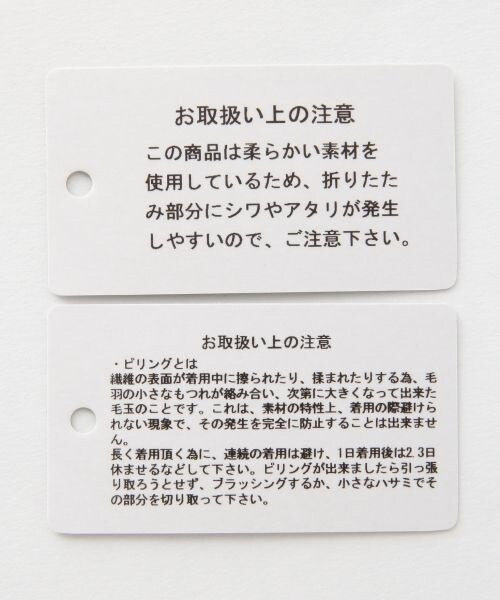 お取扱い上の注意
この商品は柔らかい素材を
使用しているため、折りたた
み部分にシワやアタリが発生
しやすいので、ご注意下さい。
お取扱い上の注意
・ピリングとは
繊維の表面が着用中に擦られたり、揉まれたりする為、毛
羽の小さなもつれが絡み合い、次第に大きくなって出来た
毛玉のことです。これは、素材の特性上、着用の際避けら
れない現象で、その発生を完全に防止することは出来ませ
ん。
長く着用頂く為に、連続の着用は避け、1日着用後は2.3日
休ませるなどして下さい。ピリングが出来ましたら引っ張
り取ろうとせず、ブラッシングするか、小さなハサミでそ
の部分を切り取って下さい。